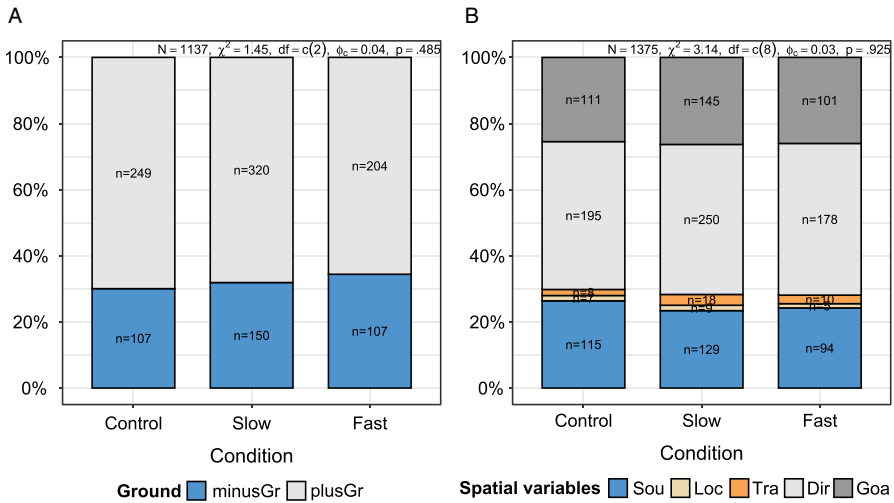 A
N = 1137, χ² = 1.45, df = c(2), ϕc = 0.04, p = .485
100%
80%
60%
40%
20%
0%
n=249
n=320
n=204
n=107
n=150
n=107
Control
Slow
Fast
Condition
Ground minusGr plusGr
B
N = 1375, χ² = 3.14, df = c(8), ϕc = 0.03, p = .925
100%
80%
60%
40%
20%
0%
n=111
n=145
n=101
n=195
n=250
n=178
n=8
n=18
n=10
n=7
n=9
n=5
n=115
n=129
n=94
Control
Slow
Fast
Condition
Spatial variables Sou Loc Tra Dir Goa